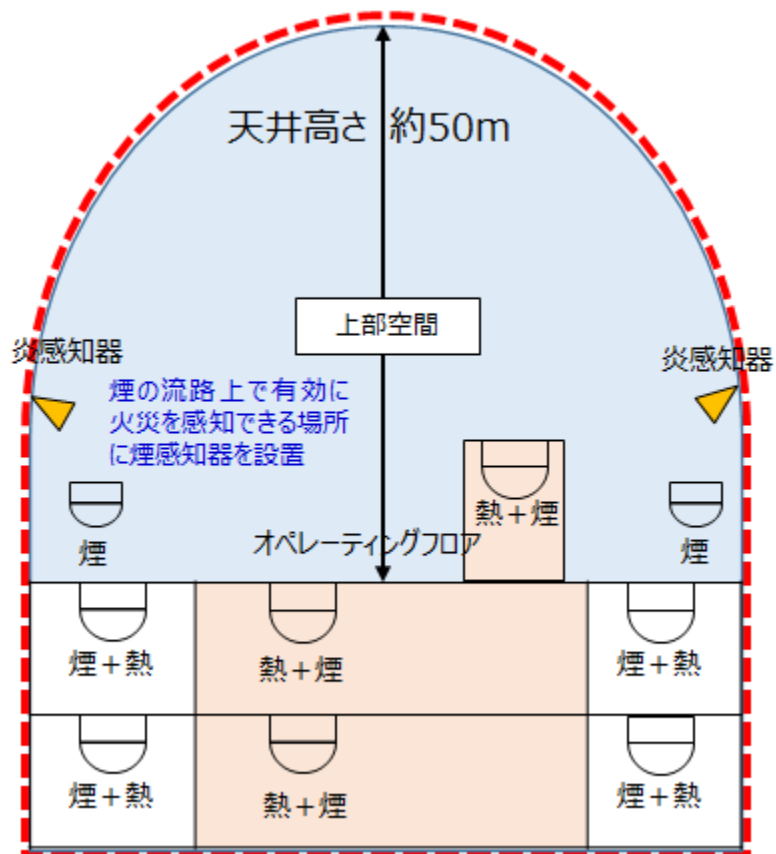 天井高さ 約50m
上部空間
炎感知器
炎感知器
煙の流路上で有効に
火災を感知できる場所
に煙感知器を設置
熱+煙
煙
オペレーティングフロア
煙
煙+熱
熱+煙
煙+熱
煙+熱
熱+煙
煙+熱